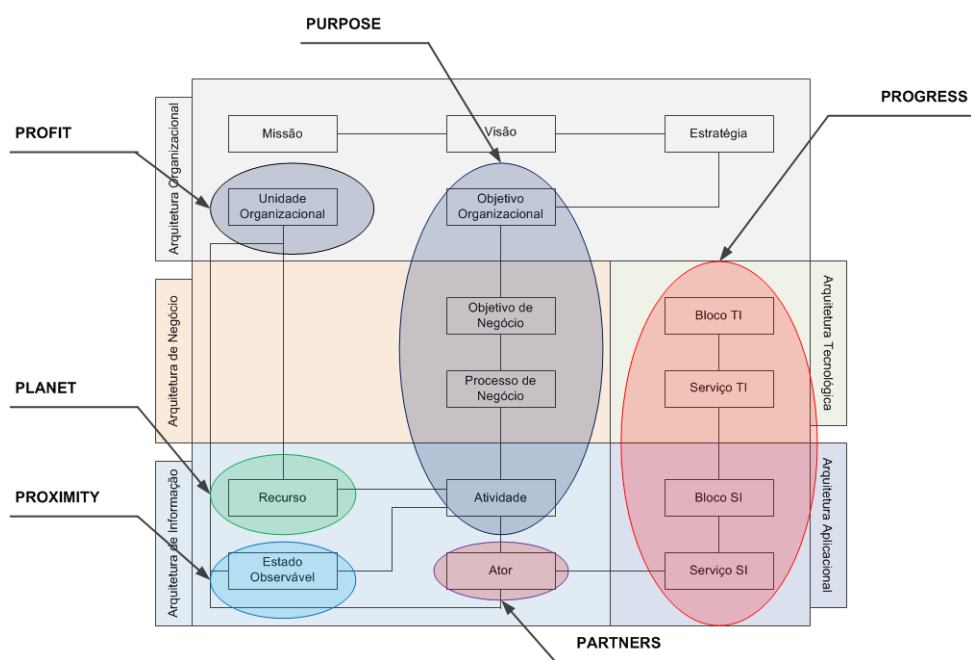 PURPOSE
PROGRESS
PROFIT
Arquitetura Organizacional
Missão
Visão
Estratégia
Unidade
Organizacional
Objetivo
Organizacional
Arquitetura de Negócio
Objetivo de
Negócio
Bloco TI
Arquitetura Tecnológica
Processo de
Negócio
Serviço TI
PLANET
PROXIMITY
Arquitetura de Informação
Recurso
Atividade
Bloco SI
Arquitetura Aplicacional
Estado
Observável
Ator
Serviço SI
PARTNERS